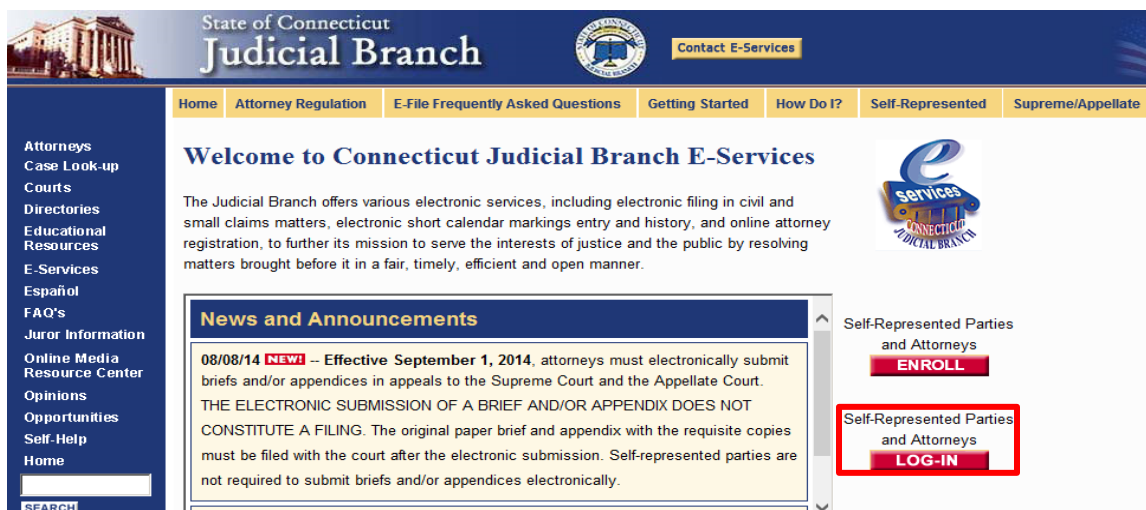 State of Connecticut
Judicial Branch
Contact E-Services
Home Attorney Regulation E-File Frequently Asked Questions Getting Started How Do I? Self-Represented Supreme/Appellate
Attorneys
Case Look-up
Courts
Directories
Educational
Resources
E-Services
Español
FAQ's
Juror Information
Online Media
Resource Center
Opinions
Opportunities
Self-Help
Home
SEARCH
Welcome to Connecticut Judicial Branch E-Services
The Judicial Branch offers various electronic services, including electronic filing in civil and
small claims matters, electronic short calendar markings entry and history, and online attorney
registration, to further its mission to serve the interests of justice and the public by resolving
matters brought before it in a fair, timely, efficient and open manner.
News and Announcements
08/08/14 NEW! -- Effective September 1, 2014, attorneys must electronically submit
briefs and/or appendices in appeals to the Supreme Court and the Appellate Court.
THE ELECTRONIC SUBMISSION OF A BRIEF AND/OR APPENDIX DOES NOT
CONSTITUTE A FILING. The original paper brief and appendix with the requisite copies
must be filed with the court after the electronic submission. Self-represented parties are
not required to submit briefs and/or appendices electronically.
e
services
CONNECTICUT
JUDICIAL BRANCH
Self-Represented Parties
and Attorneys
ENROLL
Self-Represented Parties
and Attorneys
LOG-IN